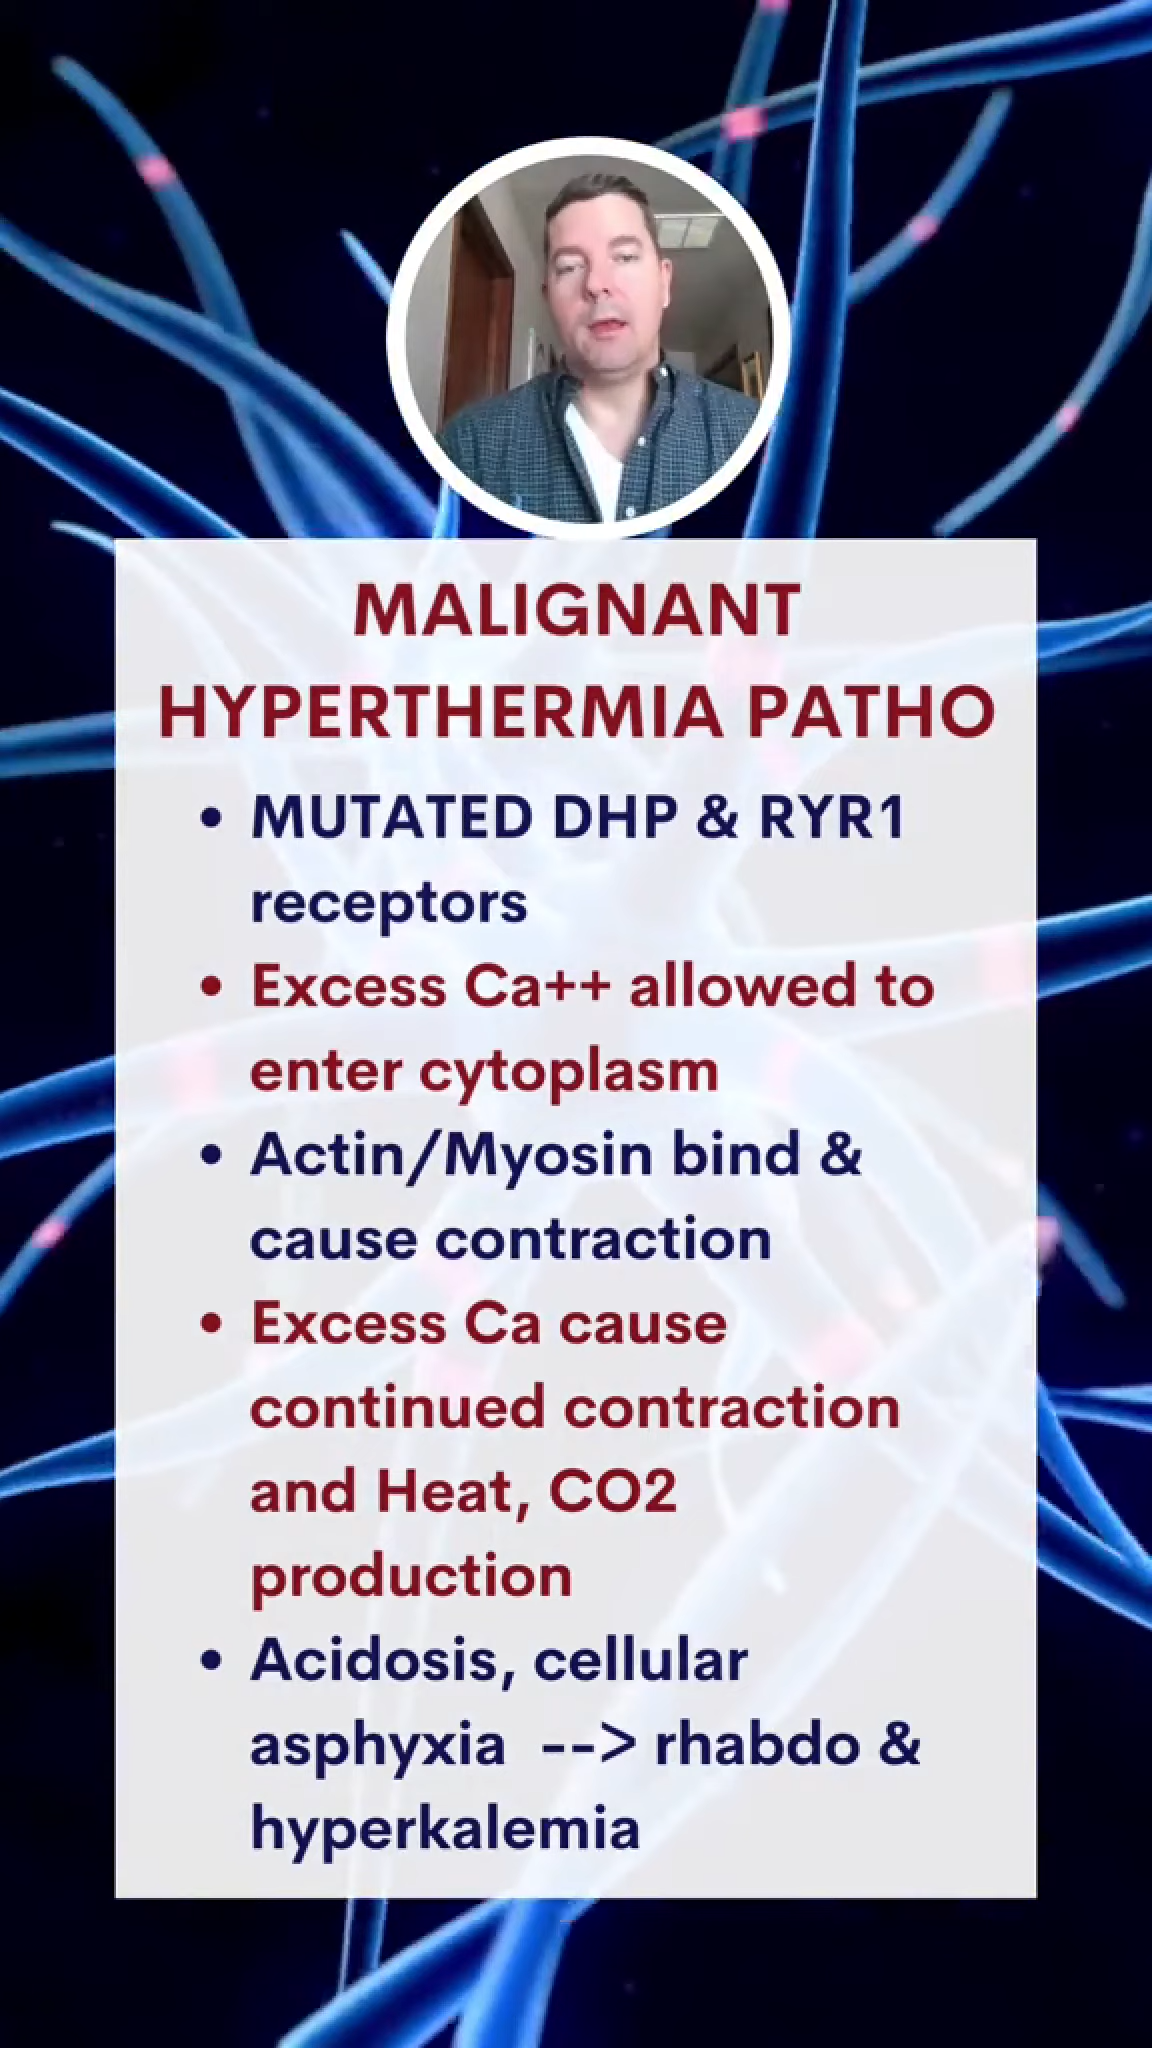 MALIGNANT
HYPERTHERMIA PATHO
• MUTATED DHP & RYR1
receptors
• Excess Ca++ allowed to
enter cytoplasm
• Actin/Myosin bind &
cause contraction
• Excess Ca cause
continued contraction
and Heat, CO2
production
• Acidosis, cellular
asphyxia --> rhabdo &
hyperkalemia